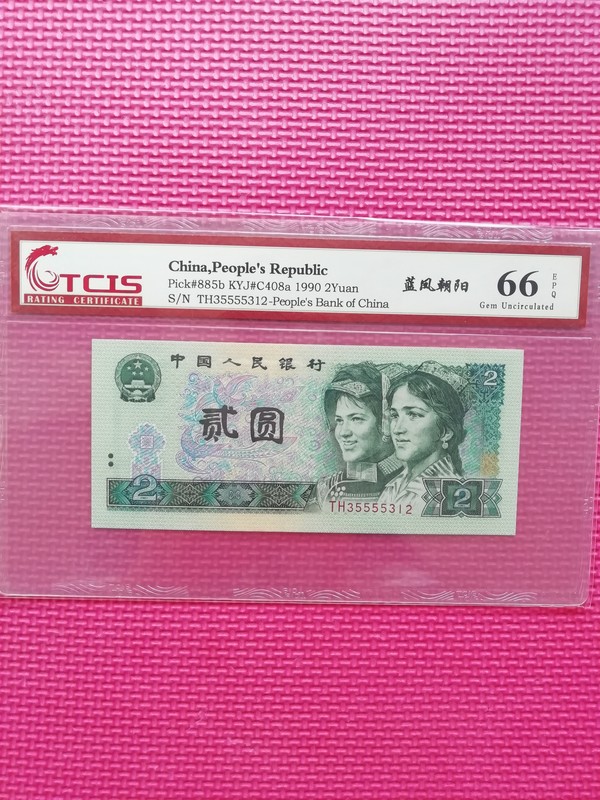 TCIS
RATING CERTIFICATE
China,People's Republic
Pick#885b KYJ#C408a 1990 2Yuan
S/N TH35555312-People's Bank of China
蓝凤朝阳
66
EPQ
Gem Uncirculated
中国人民银行
2
贰圆
2
2
TH35555312